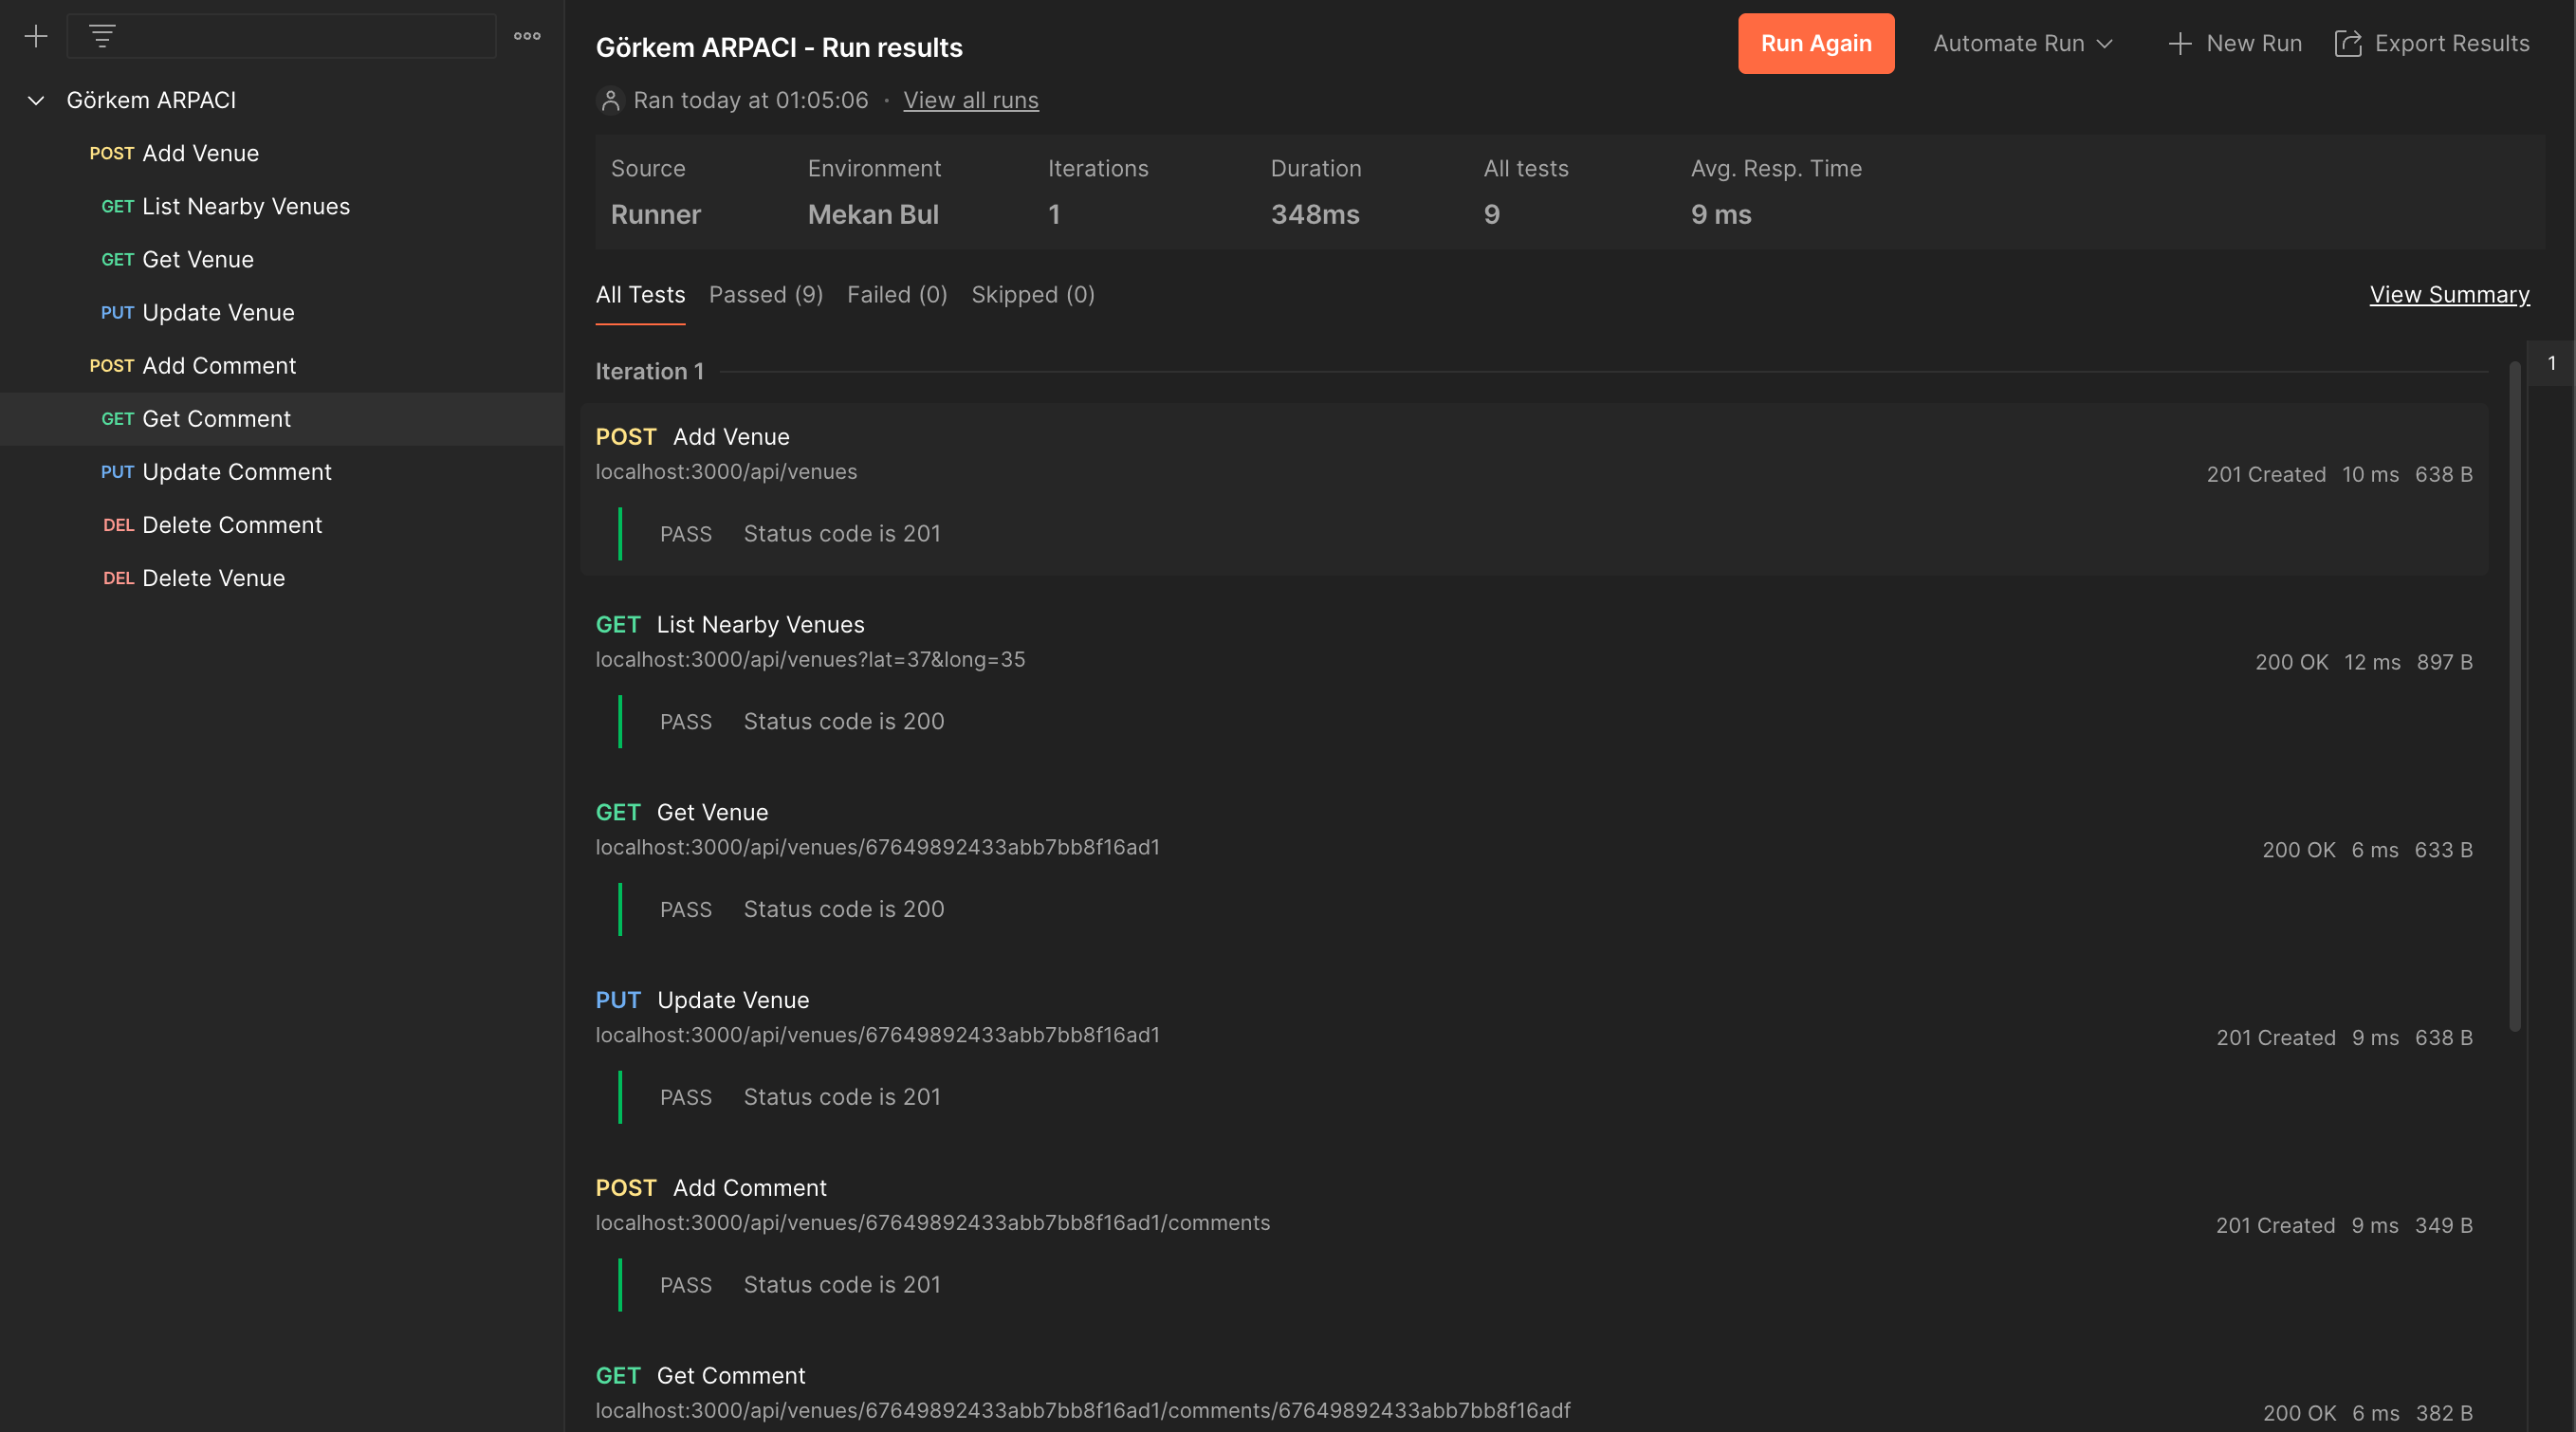 Görkem ARPACI
POST Add Venue
GET List Nearby Venues
GET Get Venue
PUT Update Venue
POST Add Comment
GET Get Comment
PUT Update Comment
DEL Delete Comment
DEL Delete Venue
Görkem ARPACI - Run results
Run Again
Automate Run
New Run
Export Results
Ran today at 01:05:06 · View all runs
Source Environment Iterations Duration All tests Avg. Resp. Time
Runner Mekan Bul 1 348ms 9 9 ms
All Tests Passed (9) Failed (0) Skipped (0) View Summary
Iteration 1
1
POST Add Venue
localhost:3000/api/venues
201 Created 10 ms 638 B
PASS Status code is 201
GET List Nearby Venues
localhost:3000/api/venues?lat=37&long=35
200 OK 12 ms 897 B
PASS Status code is 200
GET Get Venue
localhost:3000/api/venues/67649892433abb7bb8f16ad1
200 OK 6 ms 633 B
PASS Status code is 200
PUT Update Venue
localhost:3000/api/venues/67649892433abb7bb8f16ad1
201 Created 9 ms 638 B
PASS Status code is 201
POST Add Comment
localhost:3000/api/venues/67649892433abb7bb8f16ad1/comments
201 Created 9 ms 349 B
PASS Status code is 201
GET Get Comment
localhost:3000/api/venues/67649892433abb7bb8f16ad1/comments/67649892433abb7bb8f16adf
200 OK 6 ms 382 B